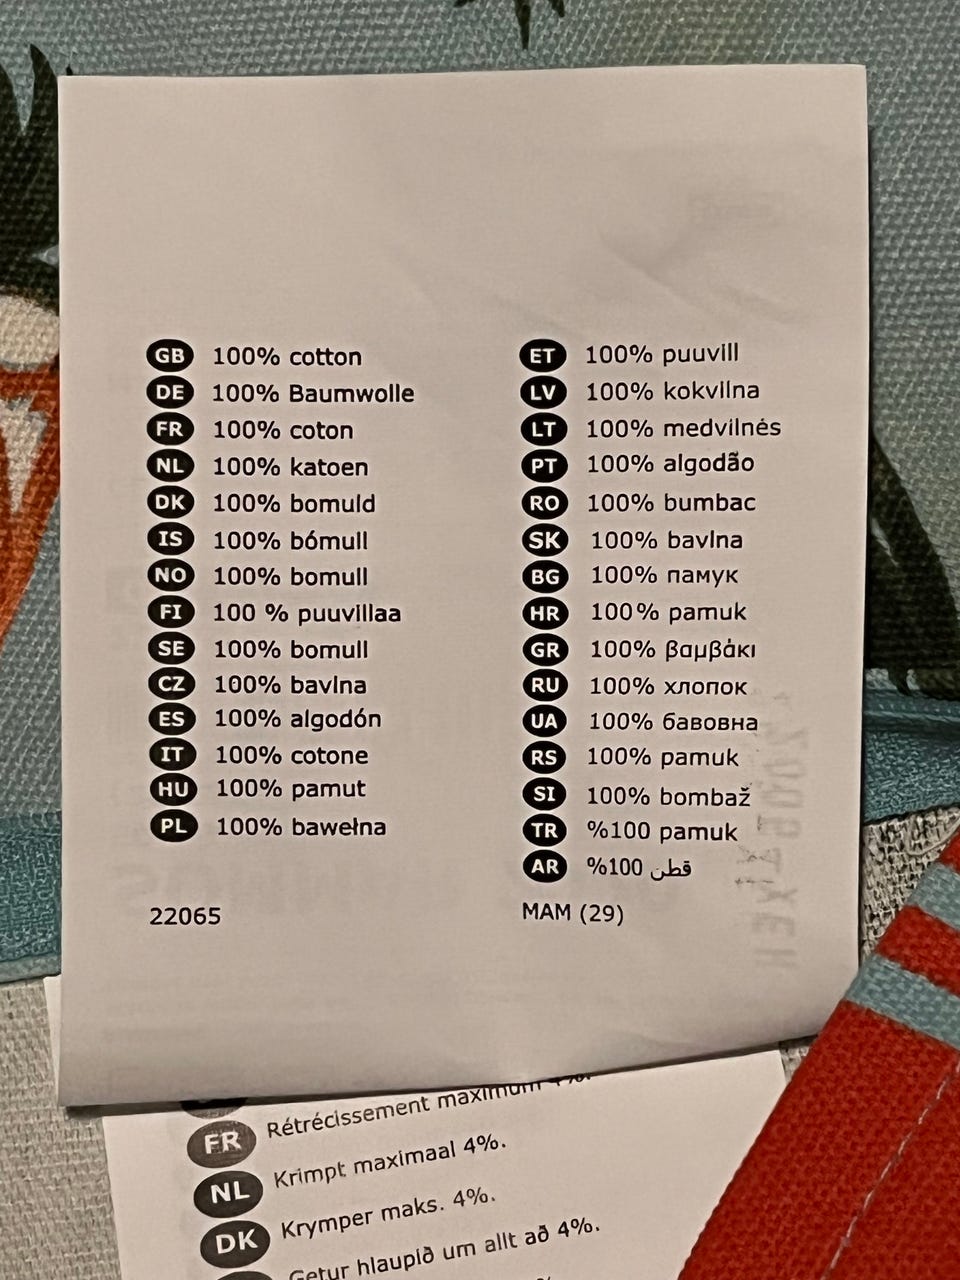 GB 100% cotton
DE 100% Baumwolle
FR 100% coton
NL 100% katoen
DK 100% bomuld
IS 100% bómull
NO 100% bomull
FI 100 % puuvillaa
SE 100% bomull
CZ 100% bavlna
ES 100% algodón
IT 100% cotone
HU 100% pamut
PL 100% bawełna
22065
ET 100% puuvill
LV 100% kokvilna
LT 100% medvilnės
PT 100% algodão
RO 100% bumbac
SK 100% bavlna
BG 100% памук
HR 100% pamuk
GR 100% βαμβάκι
RU 100% хлопок
UA 100% бавовна
RS 100% pamuk
SI 100% bombaž
TR %100 pamuk
AR %100 قطن
MAM (29)
FR Rétrécissement maximum 4%.
NL Krimpt maximaal 4%.
DK Krymper maks. 4%.
Getur hlaupið um allt að 4%.